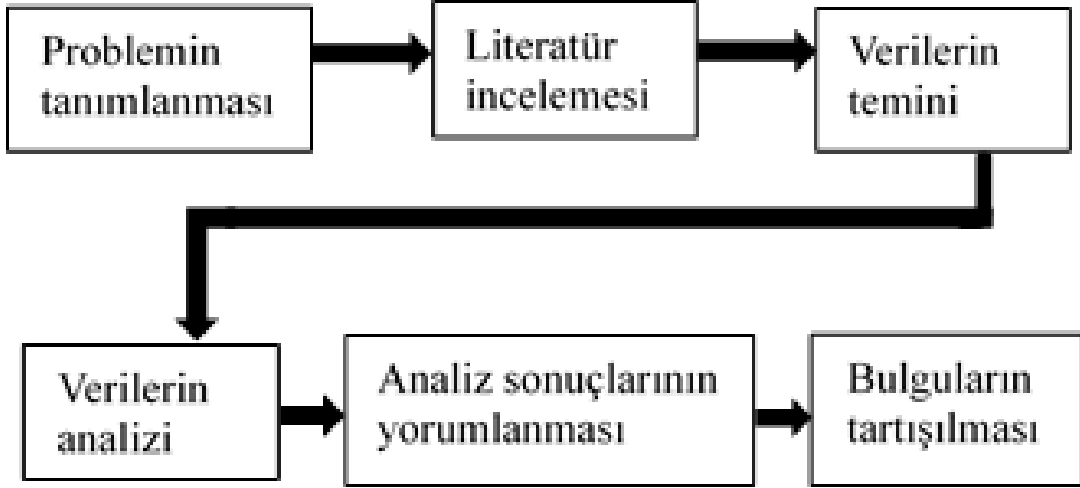 Problemin
tanımlanması
Literatür
incelemesi
Verilerin
temini
Verilerin
analizi
Analiz sonuçlarının
yorumlanması
Bulguların
tartışılması